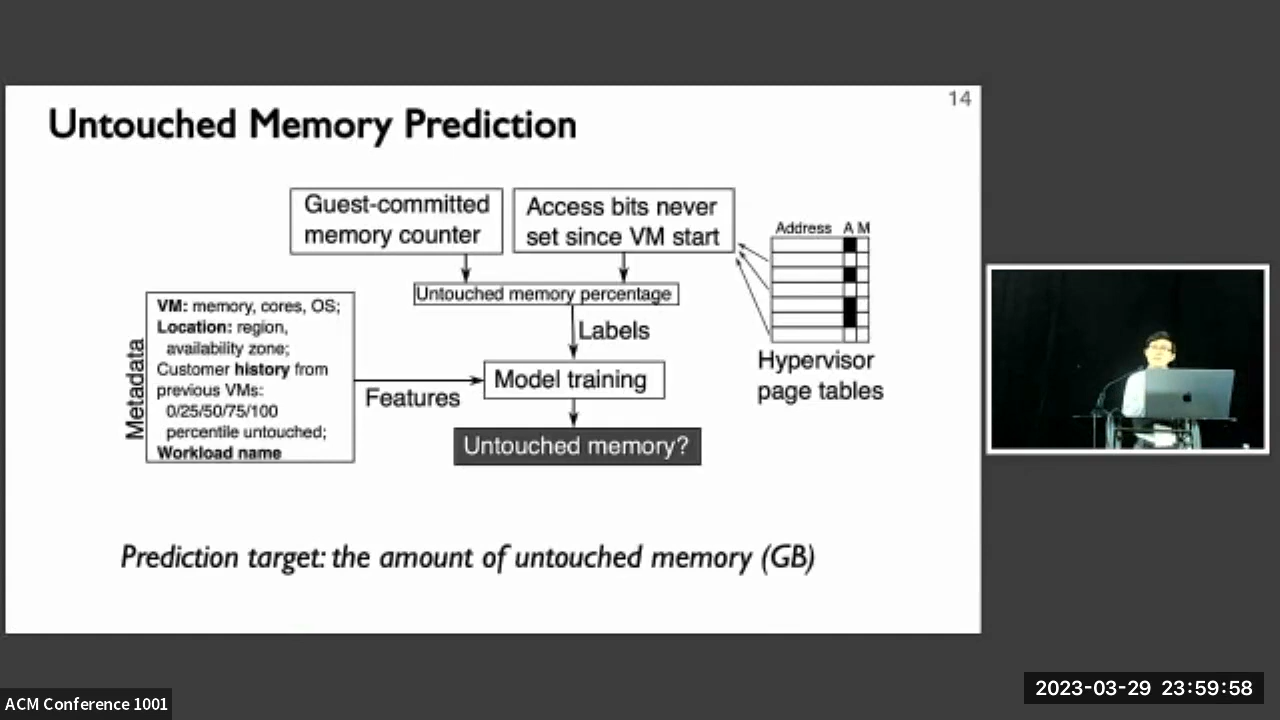 14
Untouched Memory Prediction
Guest-committed
memory counter
Access bits never
set since VM start
Address A M
Untouched memory percentage
Labels
Metadata
VM: memory, cores, OS;
Location: region,
availability zone;
Customer history from
previous VMs:
0/25/50/75/100
percentile untouched;
Workload name
Features
Model training
Hypervisor
page tables
Untouched memory?
Prediction target: the amount of untouched memory (GB)
2023-03-29 23:59:58
ACM Conference 1001